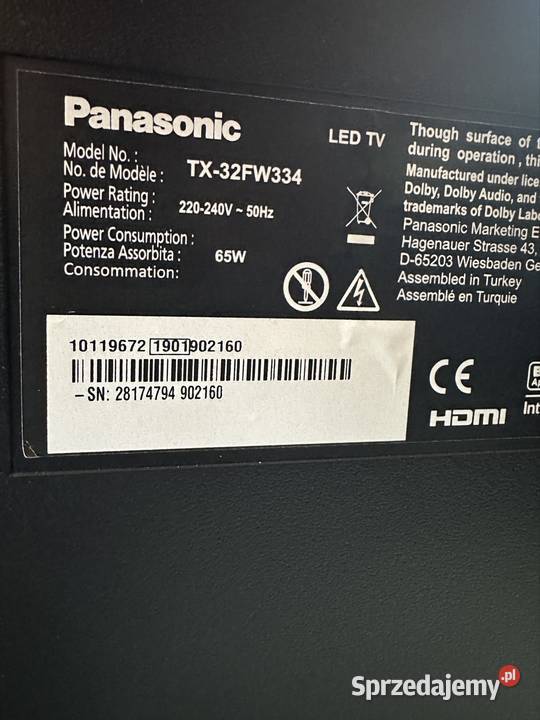 Panasonic
LED TV
Model No. :
No. de Modèle : TX-32FW334
Power Rating :
Alimentation : 220-240V ~ 50Hz
Power Consumption :
Potenza Assorbita : 65W
Consommation:
Though surface of
during operation , thi
Manufactured under lice
Dolby, Dolby Audio, and
trademarks of Dolby Labo
Panasonic Marketing E
Hagenauer Strasse 43,
D-65203 Wiesbaden Ge
Assembled in Turkey
Assemblé en Turquie
10119672 1901902160
-SN: 28174794 902160
CE
HDMI
Int
Sprzedajemy.pl